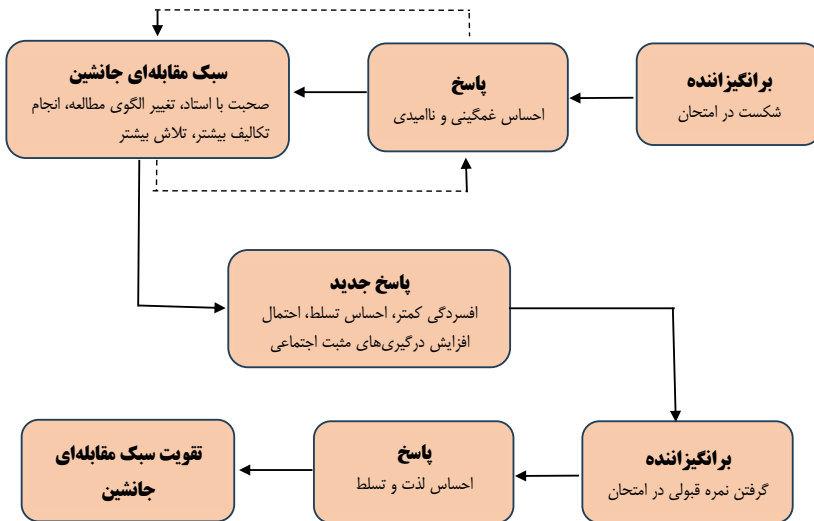 برانگیزاننده
شکست در امتحان
پاسخ
احساس غمگینی و ناامیدی
سبک مقابله‌ای جانشین
صحبت با استاد، تغییر الگوی مطالعه، انجام
تکالیف بیشتر، تلاش بیشتر
پاسخ جدید
افسردگی کمتر، احساس تسلط، احتمال
افزایش درگیری‌های مثبت اجتماعی
برانگیزاننده
گرفتن نمره قبولی در امتحان
پاسخ
احساس لذت و تسلط
تقویت سبک مقابله‌ای
جانشین